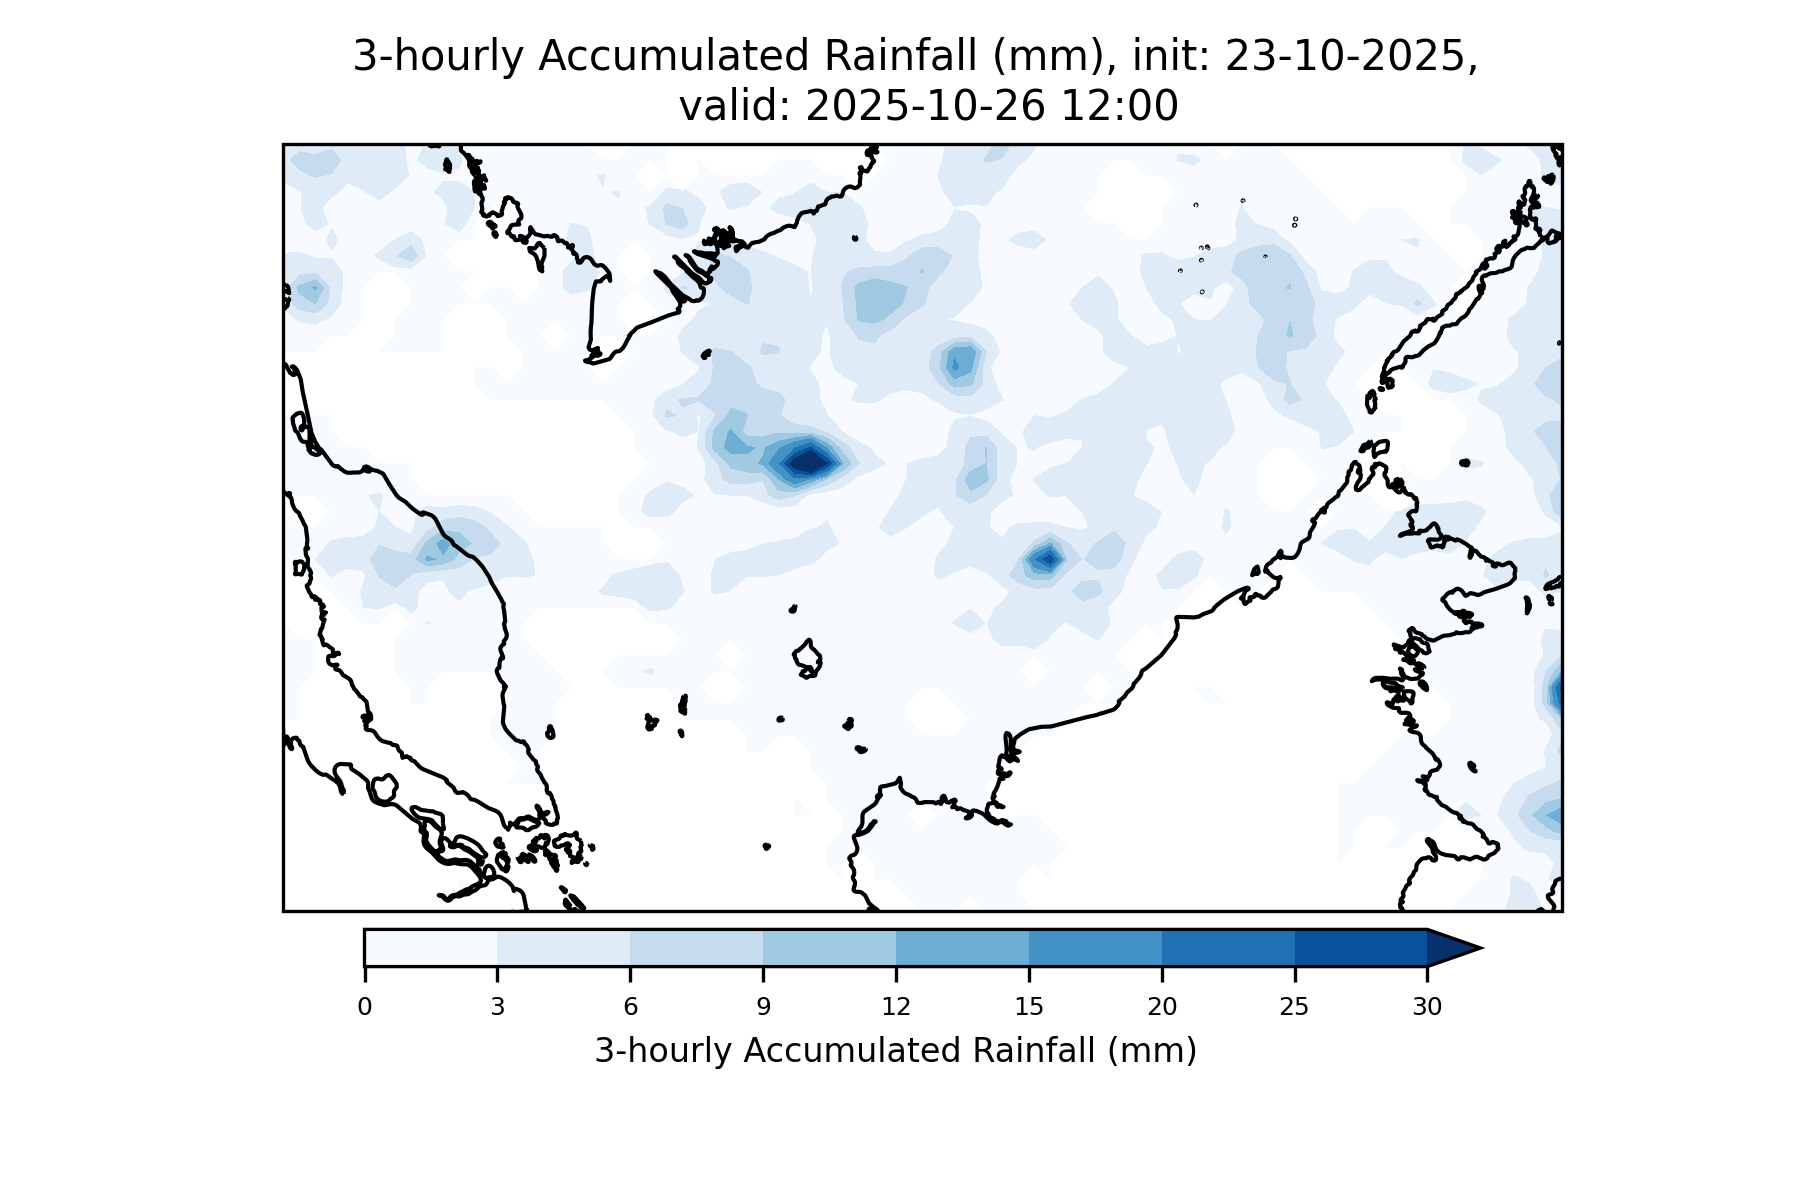 3-hourly Accumulated Rainfall (mm), init: 23-10-2025,
valid: 2025-10-26 12:00
0 3 6 9 12 15 20 25 30
3-hourly Accumulated Rainfall (mm)